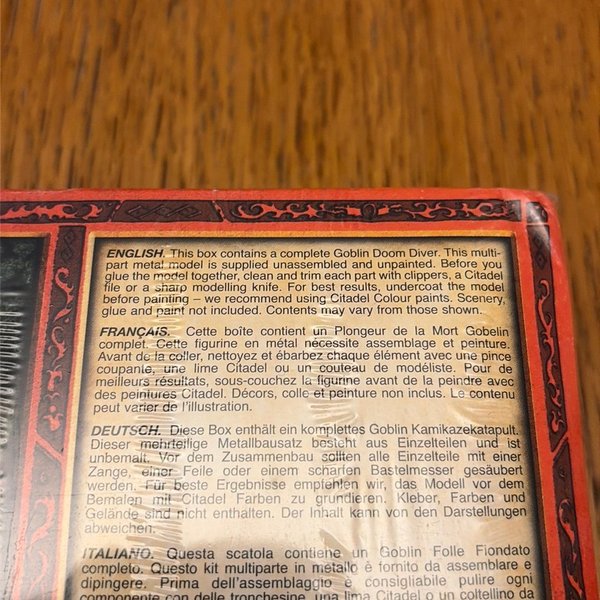 ENGLISH. This box contains a complete Goblin Doom Diver. This multi-
part metal model is supplied unassembled and unpainted. Before you
glue the model together, clean and trim each part with clippers, a Citadel
file or a sharp modelling knife. For best results, undercoat the model
before painting – we recommend using Citadel Colour paints. Scenery,
glue and paint not included. Contents may vary from those shown.
FRANÇAIS. Cette boîte contient un Plongeur de la Mort Gobelin
complet. Cette figurine en métal nécessite assemblage et peinture.
Avant de la coller, nettoyez et ébarbez chaque élément avec une pince
coupante, une lime Citadel ou un couteau de modéliste. Pour de
meilleurs résultats, sous-couchez la figurine avant de la peindre avec
des peintures Citadel. Décors, colle et peinture non inclus. Le contenu
peut varier de l'illustration.
DEUTSCH. Diese Box enthält ein komplettes Goblin Kamikazekatapult.
Dieser mehrteilige Metallbausatz besteht aus Einzelteilen und ist
unbemalt. Vor dem Zusammenbau sollten alle Einzelteile mit einer
Zange, einer Feile oder einem scharfen Bastelmesser gesäubert
werden. Für beste Ergebnisse empfehlen wir, das Modell vor dem
Bemalen mit Citadel Farben zu grundieren. Kleber, Farben und
Gelände sind nicht enthalten. Der Inhalt kann von den Darstellungen
abweichen.
ITALIANO. Questa scatola contiene un Goblin Folle Fiondato
completo. Questo kit multiparte in metallo è fornito da assemblare e
dipingere. Prima dell'assemblaggio è consigliabile pulire ogni
componente con delle tronchesine, una lima Citadel o un coltellino da